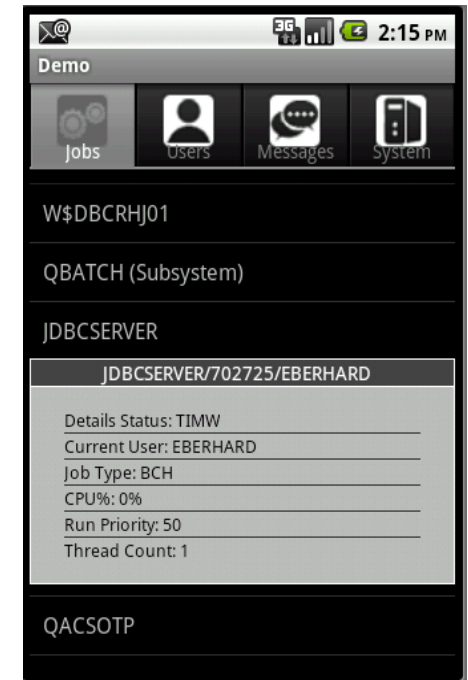 3G 2:15 PM
Demo
Jobs Users Messages System
W$DBCRHJ01
QBATCH (Subsystem)
JDBCSERVER
JDBCSERVER/702725/EBERHARD
Details Status: TIMW
Current User: EBERHARD
Job Type: BCH
CPU%: 0%
Run Priority: 50
Thread Count: 1
QACSOTP